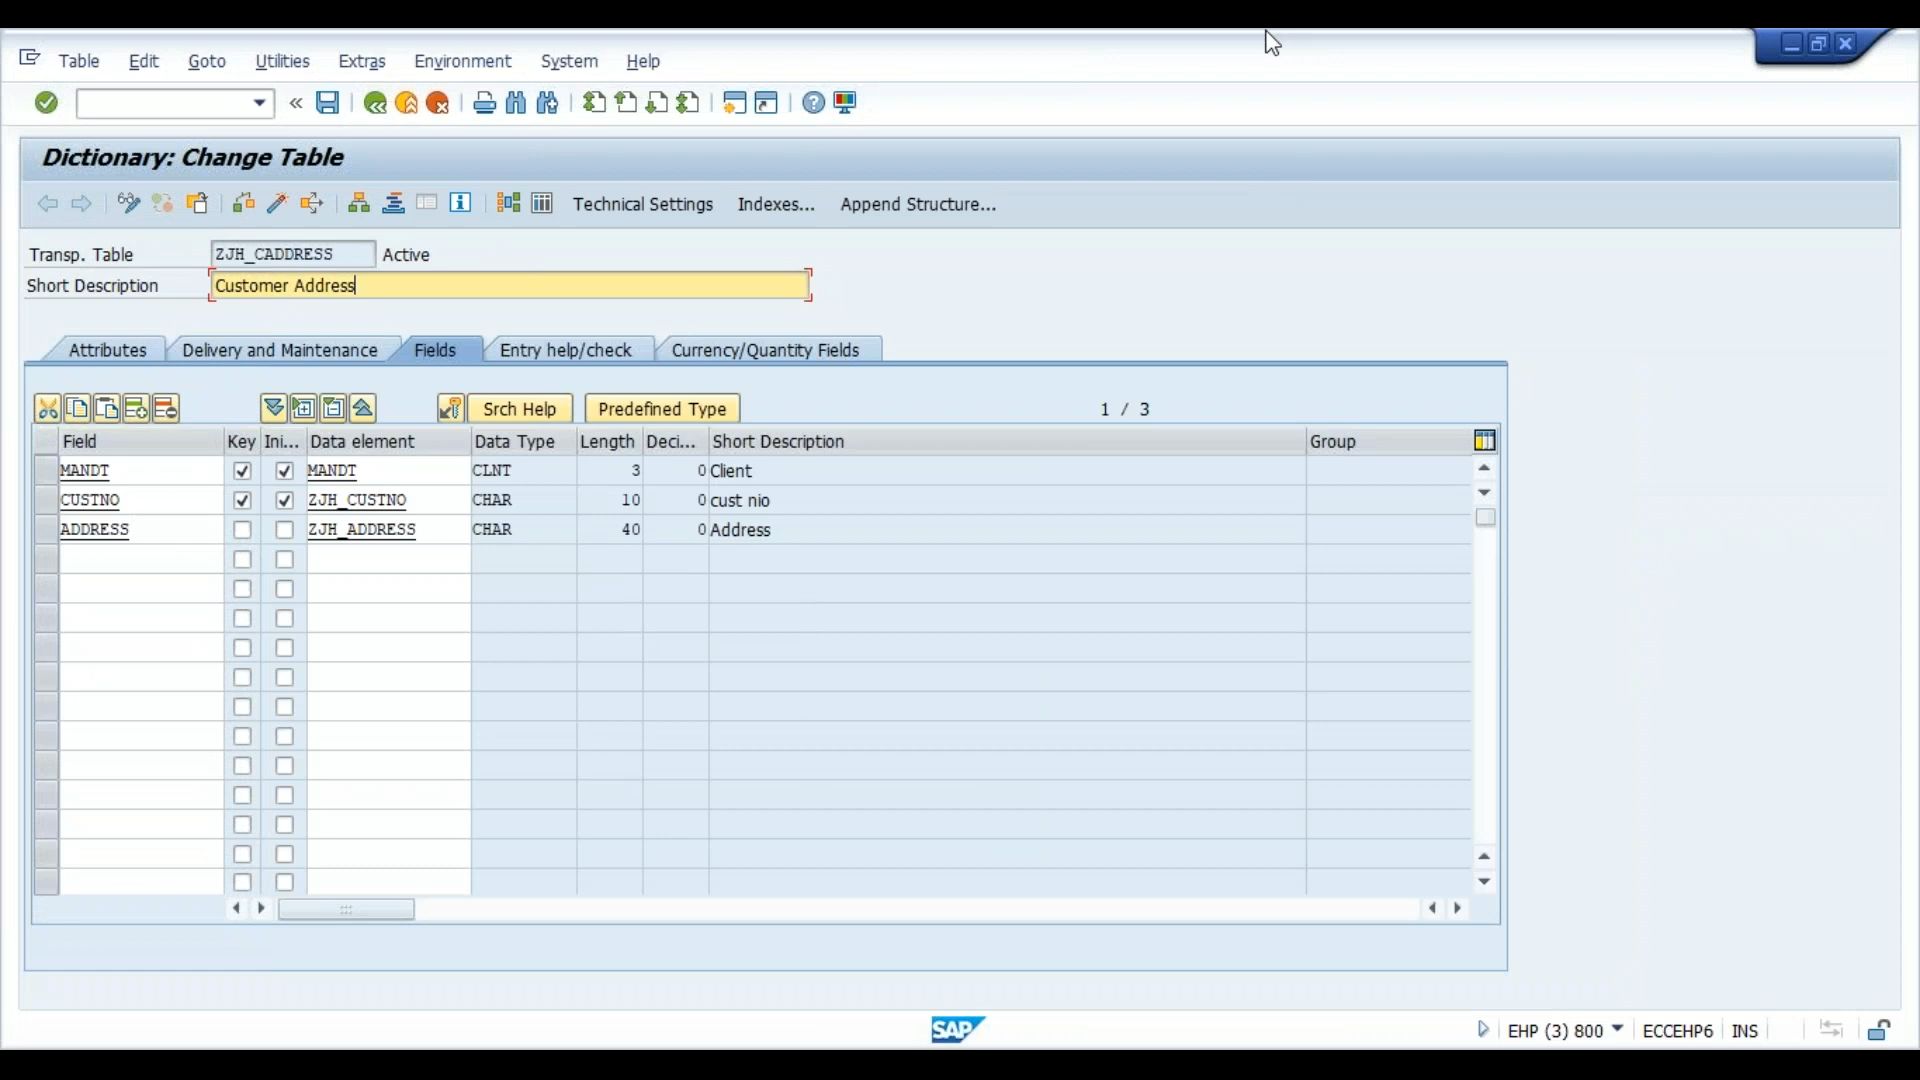 Table Edit Goto Utilities Extras Environment System Help
Dictionary: Change Table
Technical Settings Indexes... Append Structure...
Transp. Table ZJH_CADDRESS Active
Short Description Customer Address
Attributes Delivery and Maintenance Fields Entry help/check Currency/Quantity Fields
Srch Help Predefined Type 1 / 3
Field Key Ini... Data element Data Type Length Deci... Short Description Group
MANDT MANDT CLNT 3 0 Client
CUSTNO ZJH_CUSTNO CHAR 10 0 cust nio
ADDRESS ZJH_ADDRESS CHAR 40 0 Address
SAP EHP (3) 800 ECCEHP6 INS